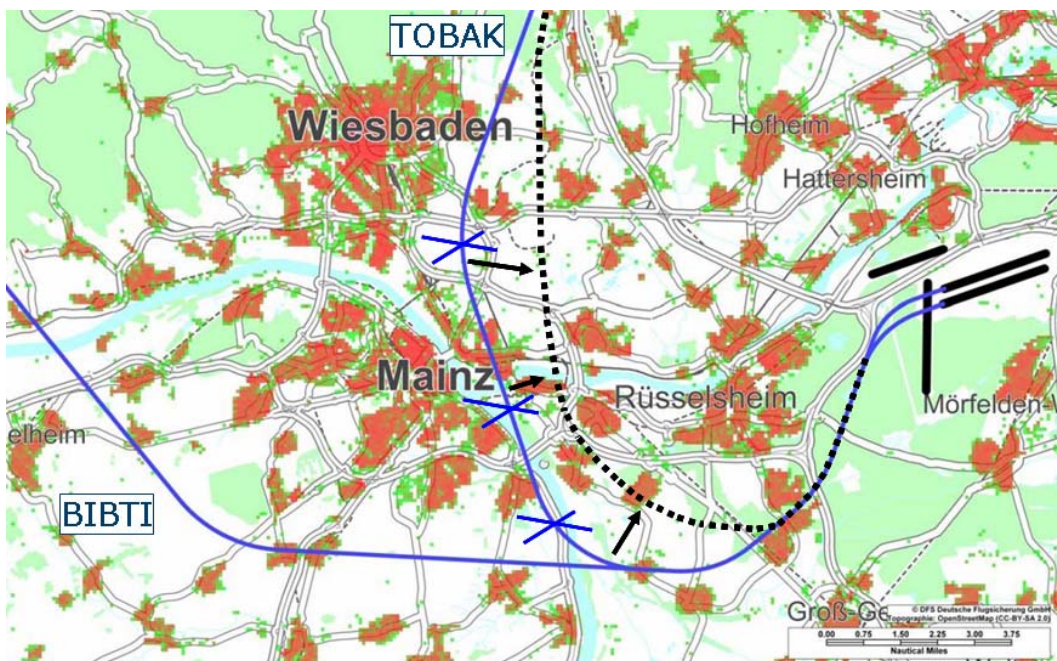 TOBAK
Wiesbaden
Hofheim
Hattersheim
Mainz
Rüsselsheim
Mörfelden-
elheim
BIBTI
Groß-Ge
© DFS Deutsche Flugsicherung GmbH
Topographie: OpenStreetMap (CC-BY-SA 2.0)
0.00 0.75 1.50 2.25 3.00 3.75
Nautical Miles